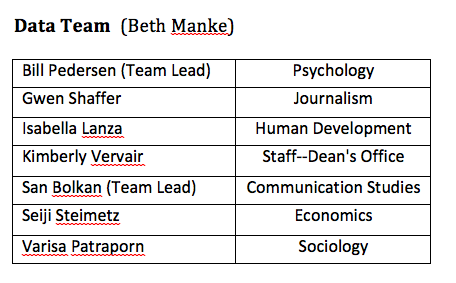 Data Team (Beth Manke)
Bill Pedersen (Team Lead) Psychology
Gwen Shaffer Journalism
Isabella Lanza Human Development
Kimberly Vervair Staff--Dean's Office
San Bolkan (Team Lead) Communication Studies
Seiji Steimetz Economics
Varisa Patraporn Sociology